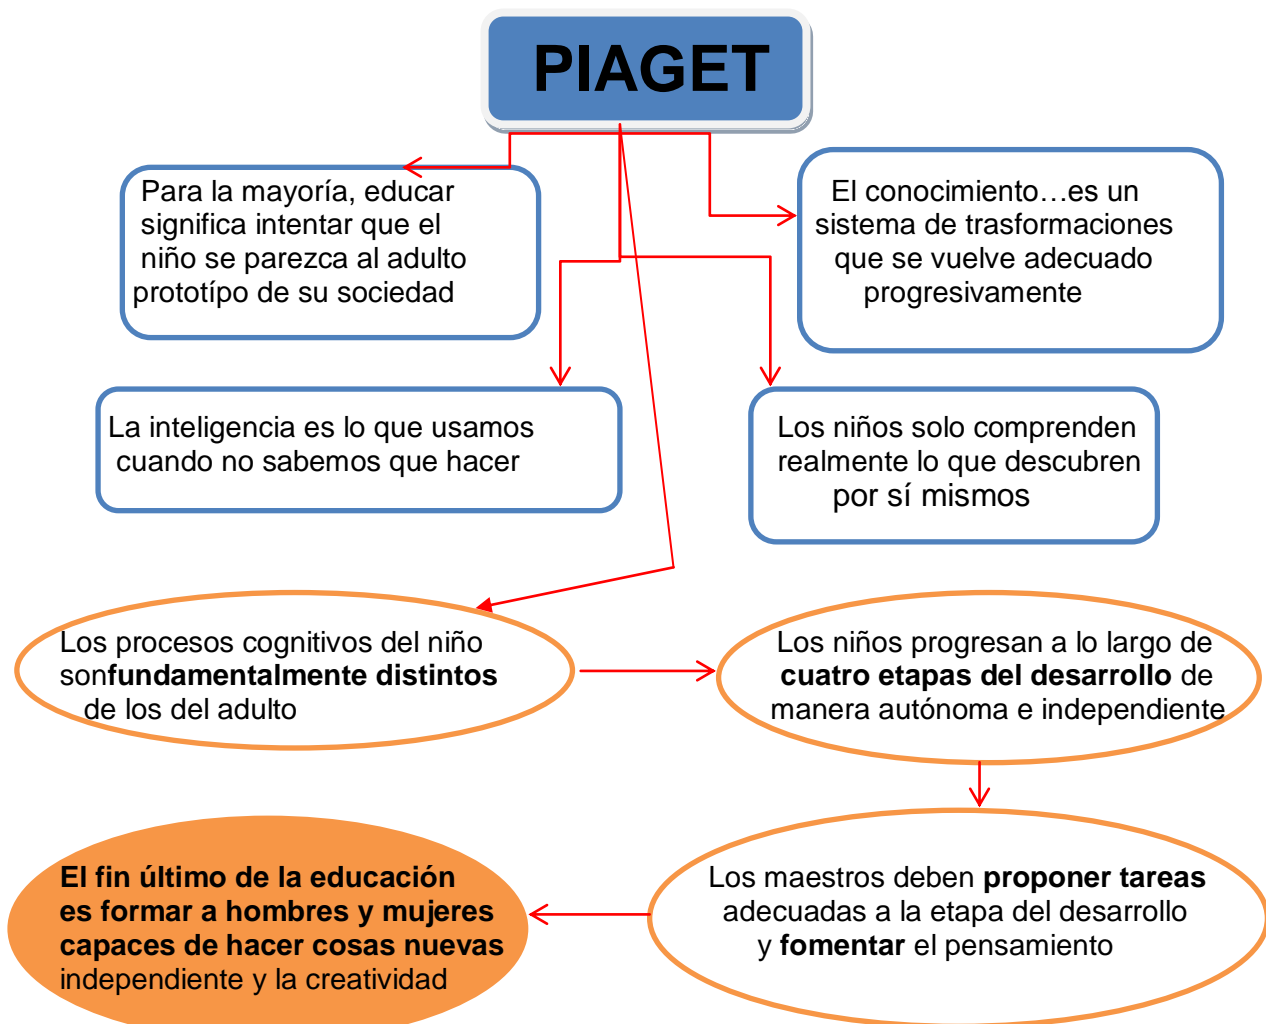 PIAGET
Para la mayoría, educar
significa intentar que el
niño se parezca al adulto
prototípo de su sociedad
El conocimiento…es un
sistema de trasformaciones
que se vuelve adecuado
progresivamente
La inteligencia es lo que usamos
cuando no sabemos que hacer
Los niños solo comprenden
realmente lo que descubren
por sí mismos
Los procesos cognitivos del niño
sonfundamentalmente distintos
de los del adulto
Los niños progresan a lo largo de
cuatro etapas del desarrollo de
manera autónoma e independiente
El fin último de la educación
es formar a hombres y mujeres
capaces de hacer cosas nuevas
independiente y la creatividad
Los maestros deben proponer tareas
adecuadas a la etapa del desarrollo
y fomentar el pensamiento